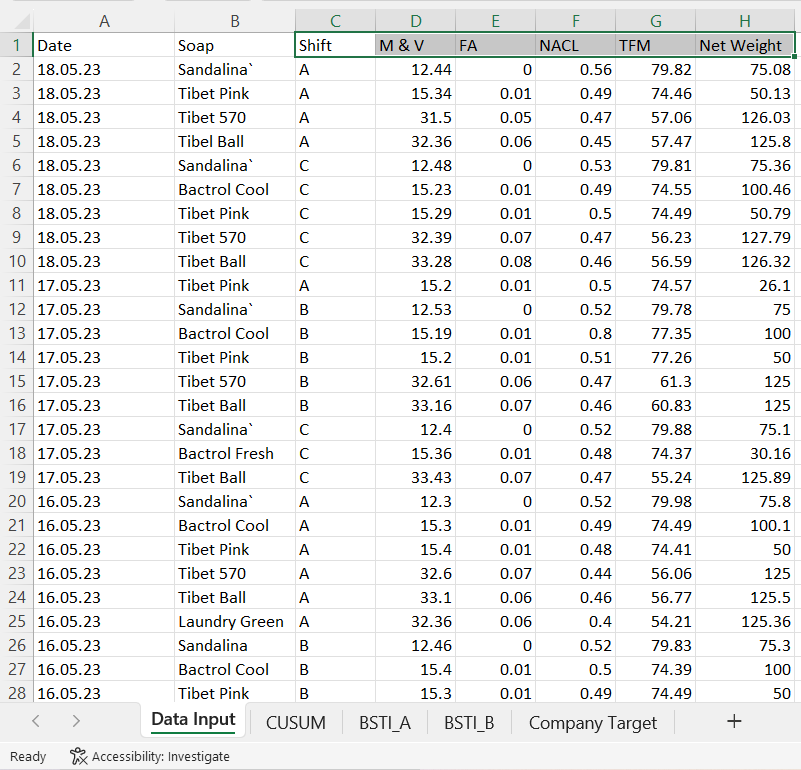 A B C D E F G H
1 Date Soap Shift M & V FA NACL TFM Net Weight
2 18.05.23 Sandalina` A 12.44 0 0.56 79.82 75.08
3 18.05.23 Tibet Pink A 15.34 0.01 0.49 74.46 50.13
4 18.05.23 Tibet 570 A 31.5 0.05 0.47 57.06 126.03
5 18.05.23 Tibel Ball A 32.36 0.06 0.45 57.47 125.8
6 18.05.23 Sandalina` C 12.48 0 0.53 79.81 75.36
7 18.05.23 Bactrol Cool C 15.23 0.01 0.49 74.55 100.46
8 18.05.23 Tibet Pink C 15.29 0.01 0.5 74.49 50.79
9 18.05.23 Tibet 570 C 32.39 0.07 0.47 56.23 127.79
10 18.05.23 Tibet Ball C 33.28 0.08 0.46 56.59 126.32
11 17.05.23 Tibet Pink A 15.2 0.01 0.5 74.57 26.1
12 17.05.23 Sandalina` B 12.53 0 0.52 79.78 75
13 17.05.23 Bactrol Cool B 15.19 0.01 0.8 77.35 100
14 17.05.23 Tibet Pink B 15.2 0.01 0.51 77.26 50
15 17.05.23 Tibet 570 B 32.61 0.06 0.47 61.3 125
16 17.05.23 Tibet Ball B 33.16 0.07 0.46 60.83 125
17 17.05.23 Sandalina` C 12.4 0 0.52 79.88 75.1
18 17.05.23 Bactrol Fresh C 15.36 0.01 0.48 74.37 30.16
19 17.05.23 Tibet Ball C 33.43 0.07 0.47 55.24 125.89
20 16.05.23 Sandalina` A 12.3 0 0.52 79.98 75.8
21 16.05.23 Bactrol Cool A 15.3 0.01 0.49 74.49 100.1
22 16.05.23 Tibet Pink A 15.4 0.01 0.48 74.41 50
23 16.05.23 Tibet 570 A 32.6 0.07 0.44 56.06 125
24 16.05.23 Tibet Ball A 33.1 0.06 0.46 56.77 125.5
25 16.05.23 Laundry Green A 32.36 0.06 0.4 54.21 125.36
26 16.05.23 Sandalina B 12.46 0 0.52 79.83 75.3
27 16.05.23 Bactrol Cool B 15.4 0.01 0.5 74.39 100
28 16.05.23 Tibet Pink B 15.3 0.01 0.49 74.49 50
Data Input CUSUM BSTI_A BSTI_B Company Target +
Ready Accessibility: Investigate